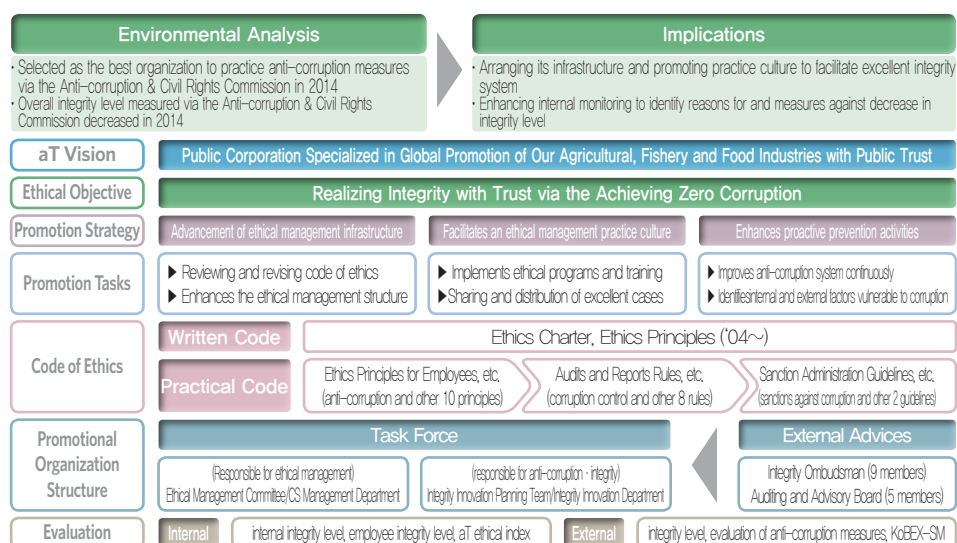 Environmental Analysis
Implications
· Selected as the best organization to practice anti-corruption measures
via the Anti-corruption & Civil Rights Commission in 2014
· Overall integrity level measured via the Anti-corruption & Civil Rights
Commission decreased in 2014
· Arranging its infrastructure and promoting practice culture to facilitate excellent integrity
system
· Enhancing internal monitoring to identify reasons for and measures against decrease in
integrity level
aT Vision
Public Corporation Specialized in Global Promotion of Our Agricultural, Fishery and Food Industries with Public Trust
Ethical Objective
Realizing Integrity with Trust via the Achieving Zero Corruption
Promotion Strategy
Advancement of ethical management infrastructure
Facilitates an ethical management practice culture
Enhances proactive prevention activities
Promotion Tasks
▶ Reviewing and revising code of ethics
▶ Enhances the ethical management structure
▶ Implements ethical programs and training
▶Sharing and distribution of excellent cases
▶ Improves anti-corruption system continuously
▶ Identifiesinternal and external factors vulnerable to corruption
Code of Ethics
Written Code
Ethics Charter, Ethics Principles ('04~)
Practical Code
Ethics Principles for Employees, etc.
(anti-corruption and other 10 principles)
Audits and Reports Rules, etc.
(corruption control and other 8 rules)
Sanction Administration Guidelines, etc.
(sanctions against corruption and other 2 guidelines)
Promotional
Organization
Structure
Task Force
(Responsible for ethical management)
Ethical Management Committee/CS Management Department
(responsible for anti-corruption · integrity)
Integrity Innovation Planning Team/Integrity Innovation Department
External Advices
Integrity Ombudsman (9 members)
Auditing and Advisory Board (5 members)
Evaluation
Internal
internal integrity level, employee integrity level, aT ethical index
External
integrity level, evaluation of anti-corruption measures, KoBEX-SM